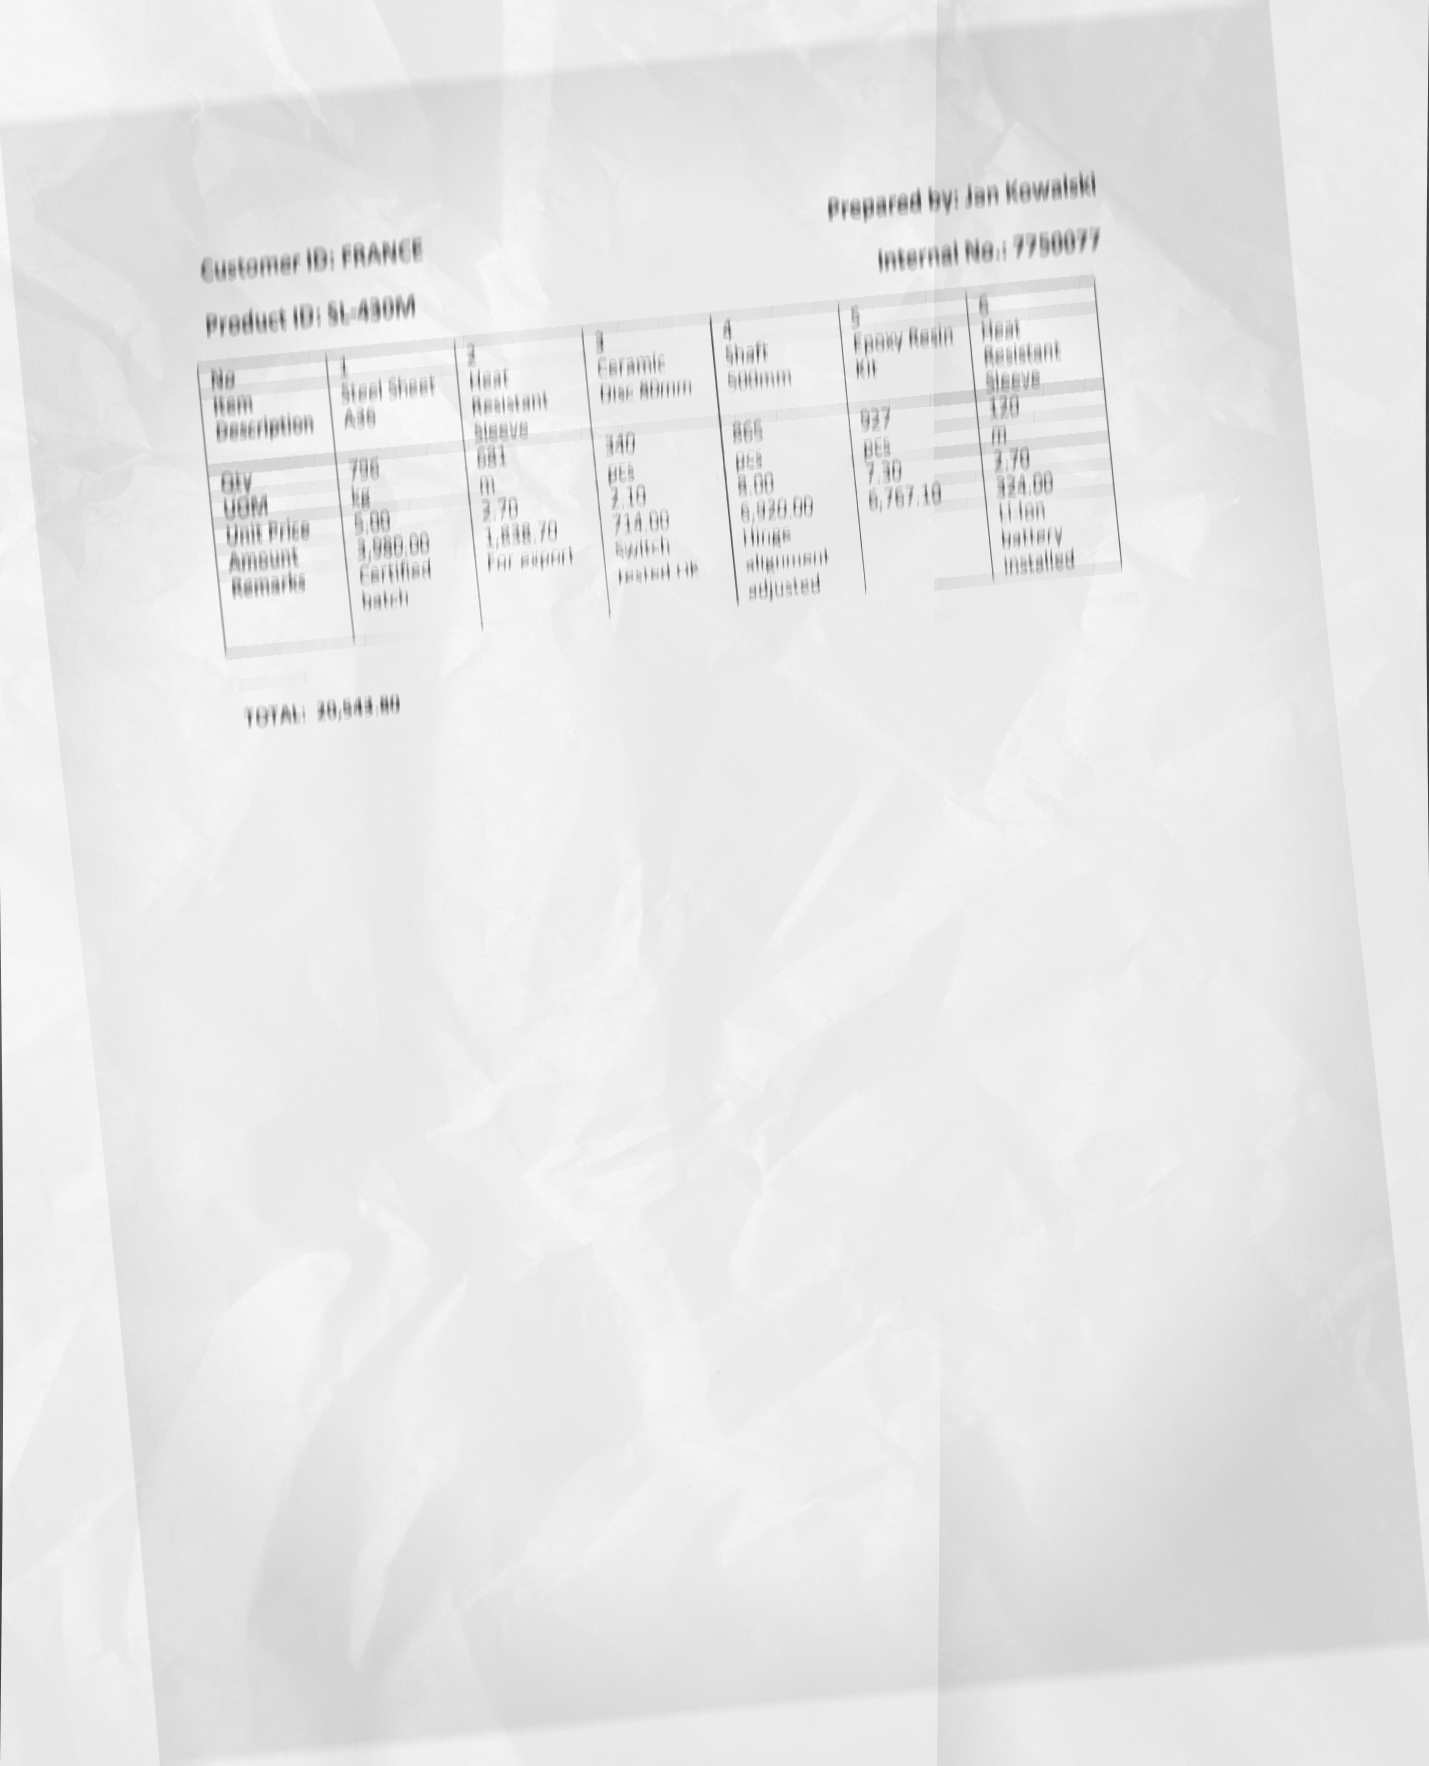 Prepared by: Jan Kowalski
Customer ID: FRANCE
Internal No.: 7750077
Product ID: SL-430M
No 1 2 3 4 5 6
Item Steel Sheet Heat Ceramic Shaft Epoxy Resin Heat
Description A36 Resistant Disc 80mm 500mm Kit Resistant
Sleeve Sleeve
Qty 796 681 340 865 927 120
UOM kg m pcs pcs pcs m
Unit Price 5.00 2.70 2.10 8.00 7.30 2.70
Amount 3,980.00 1,838.70 714.00 6,920.00 6,767.10 324.00
Remarks Certified For export Switch Hinge Li-Ion
batch tested alignment battery
adjusted installed
TOTAL: 20,543.80